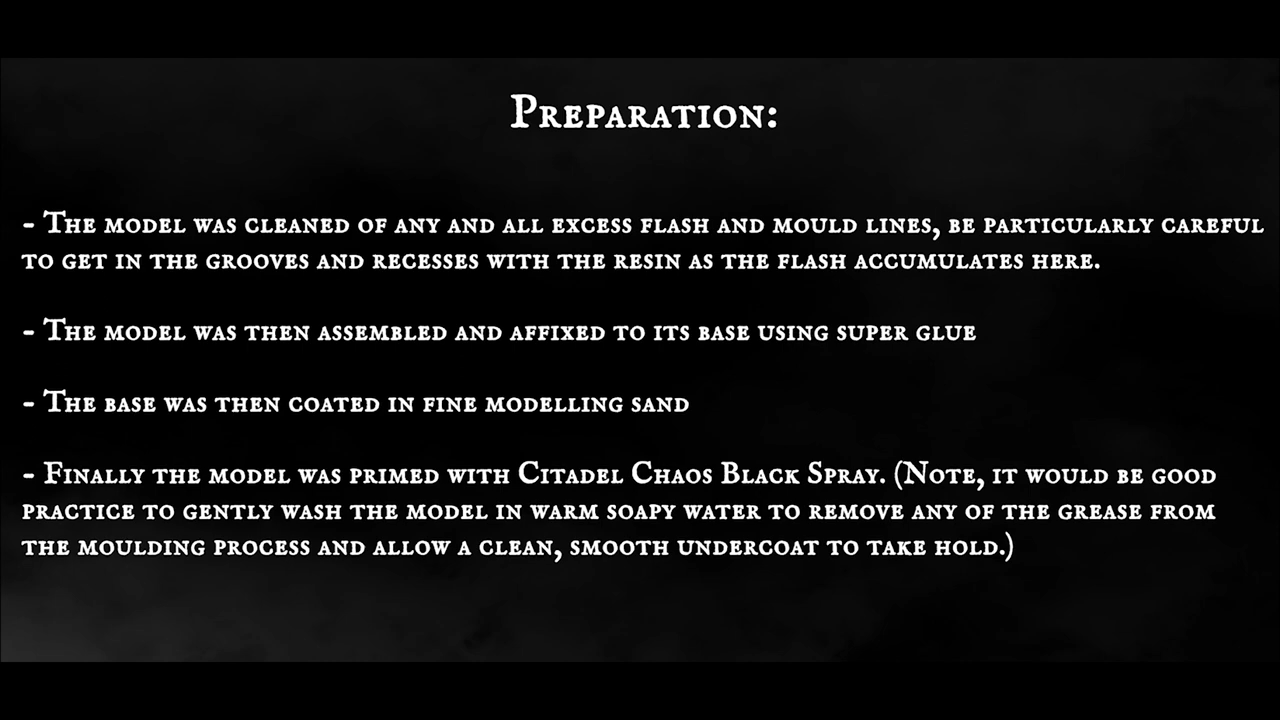 Preparation:
- The model was cleaned of any and all excess flash and mould lines, be particularly careful
to get in the grooves and recesses with the resin as the flash accumulates here.
- The model was then assembled and affixed to its base using super glue
- The base was then coated in fine modelling sand
- Finally the model was primed with Citadel Chaos Black Spray. (Note, it would be good
practice to gently wash the model in warm soapy water to remove any of the grease from
the moulding process and allow a clean, smooth undercoat to take hold.)